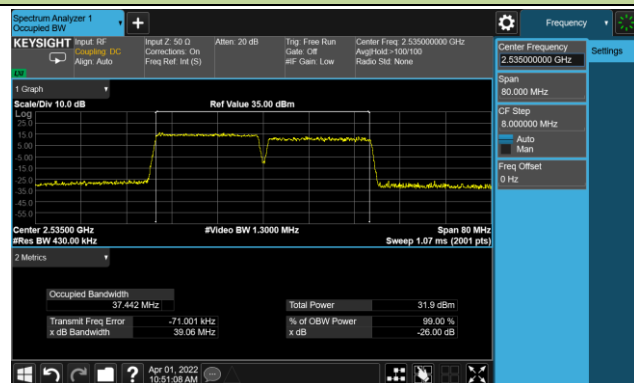 Spectrum Analyzer 1
Occupied BW
Frequency
KEYSIGHT
Input: RF
Coupling: DC
Align: Auto
Input Z: 50 Ω
Corrections: On
Freq Ref: Int (S)
Atten: 20 dB
Trig: Free Run
Gate: Off
#IF Gain: Low
Center Freq: 2.535000000 GHz
Avg|Hold:>100/100
Radio Std: None
Center Frequency
2.535000000 GHz
Settings
Span
80.000 MHz
CF Step
8.000000 MHz
Auto
Man
Freq Offset
0 Hz
1 Graph
Scale/Div 10.0 dB
Ref Value 35.00 dBm
Log
25.0
15.0
5.00
-5.00
-15.0
-25.0
-35.0
-45.0
-55.0
Center 2.53500 GHz
#Video BW 1.3000 MHz
Span 80 MHz
#Res BW 430.00 kHz
Sweep 1.07 ms (2001 pts)
2 Metrics
Occupied Bandwidth
37.442 MHz
Total Power
31.9 dBm
Transmit Freq Error
-71.001 kHz
% of OBW Power
99.00 %
x dB Bandwidth
39.06 MHz
x dB
-26.00 dB
Apr 01, 2022
10:51:08 AM